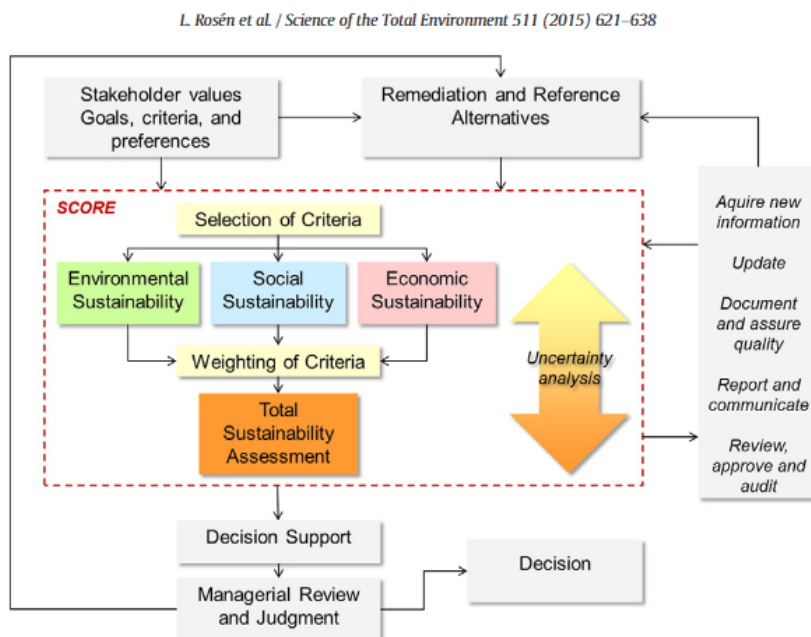 L. Rosén et al. / Science of the Total Environment 511 (2015) 621–638
Stakeholder values
Goals, criteria, and
preferences
Remediation and Reference
Alternatives
SCORE
Selection of Criteria
Environmental
Sustainability
Social
Sustainability
Economic
Sustainability
Weighting of Criteria
Total
Sustainability
Assessment
Uncertainty
analysis
Aquire new
information
Update
Document
and assure
quality
Report and
communicate
Review,
approve and
audit
Decision Support
Managerial Review
and Judgment
Decision